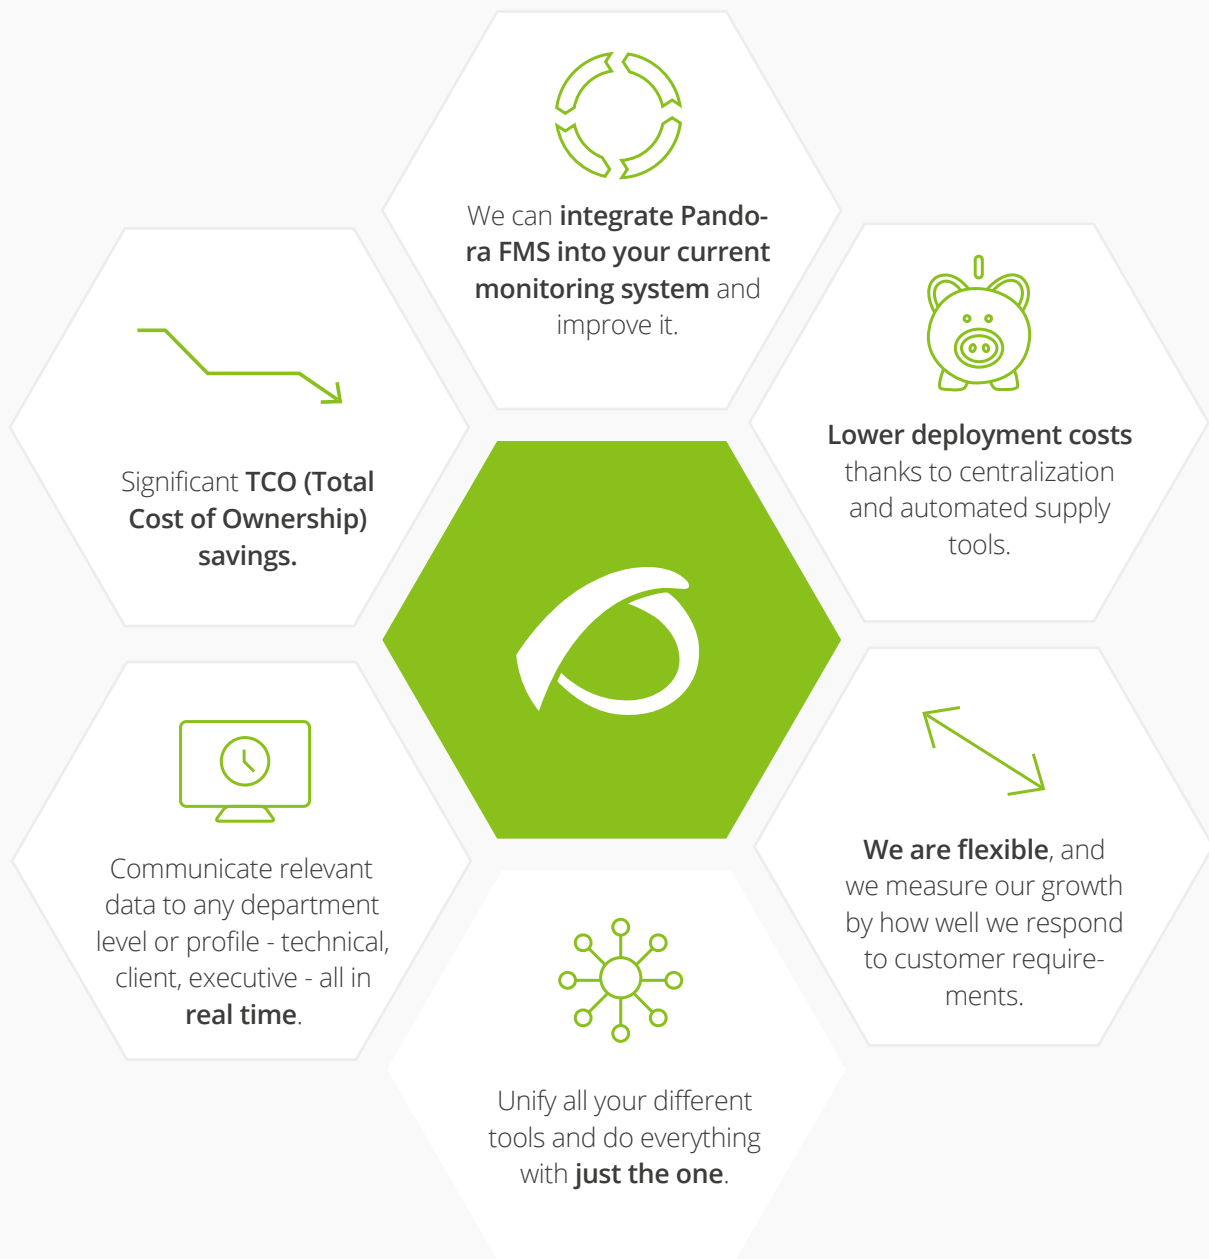 We can integrate Pando-
ra FMS into your current
monitoring system and
improve it.
Lower deployment costs
thanks to centralization
and automated supply
tools.
Significant TCO (Total
Cost of Ownership)
savings.
We are flexible, and
we measure our growth
by how well we respond
to customer require-
ments.
Communicate relevant
data to any department
level or profile - technical,
client, executive - all in
real time.
Unify all your different
tools and do everything
with just the one.